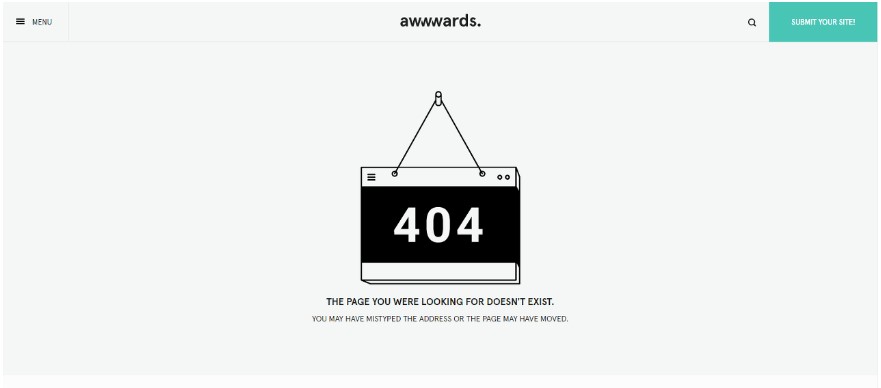 MENU
awwwards.
SUBMIT YOUR SITE!
404
THE PAGE YOU WERE LOOKING FOR DOESN'T EXIST.
YOU MAY HAVE MISTYPED THE ADDRESS OR THE PAGE MAY HAVE MOVED.